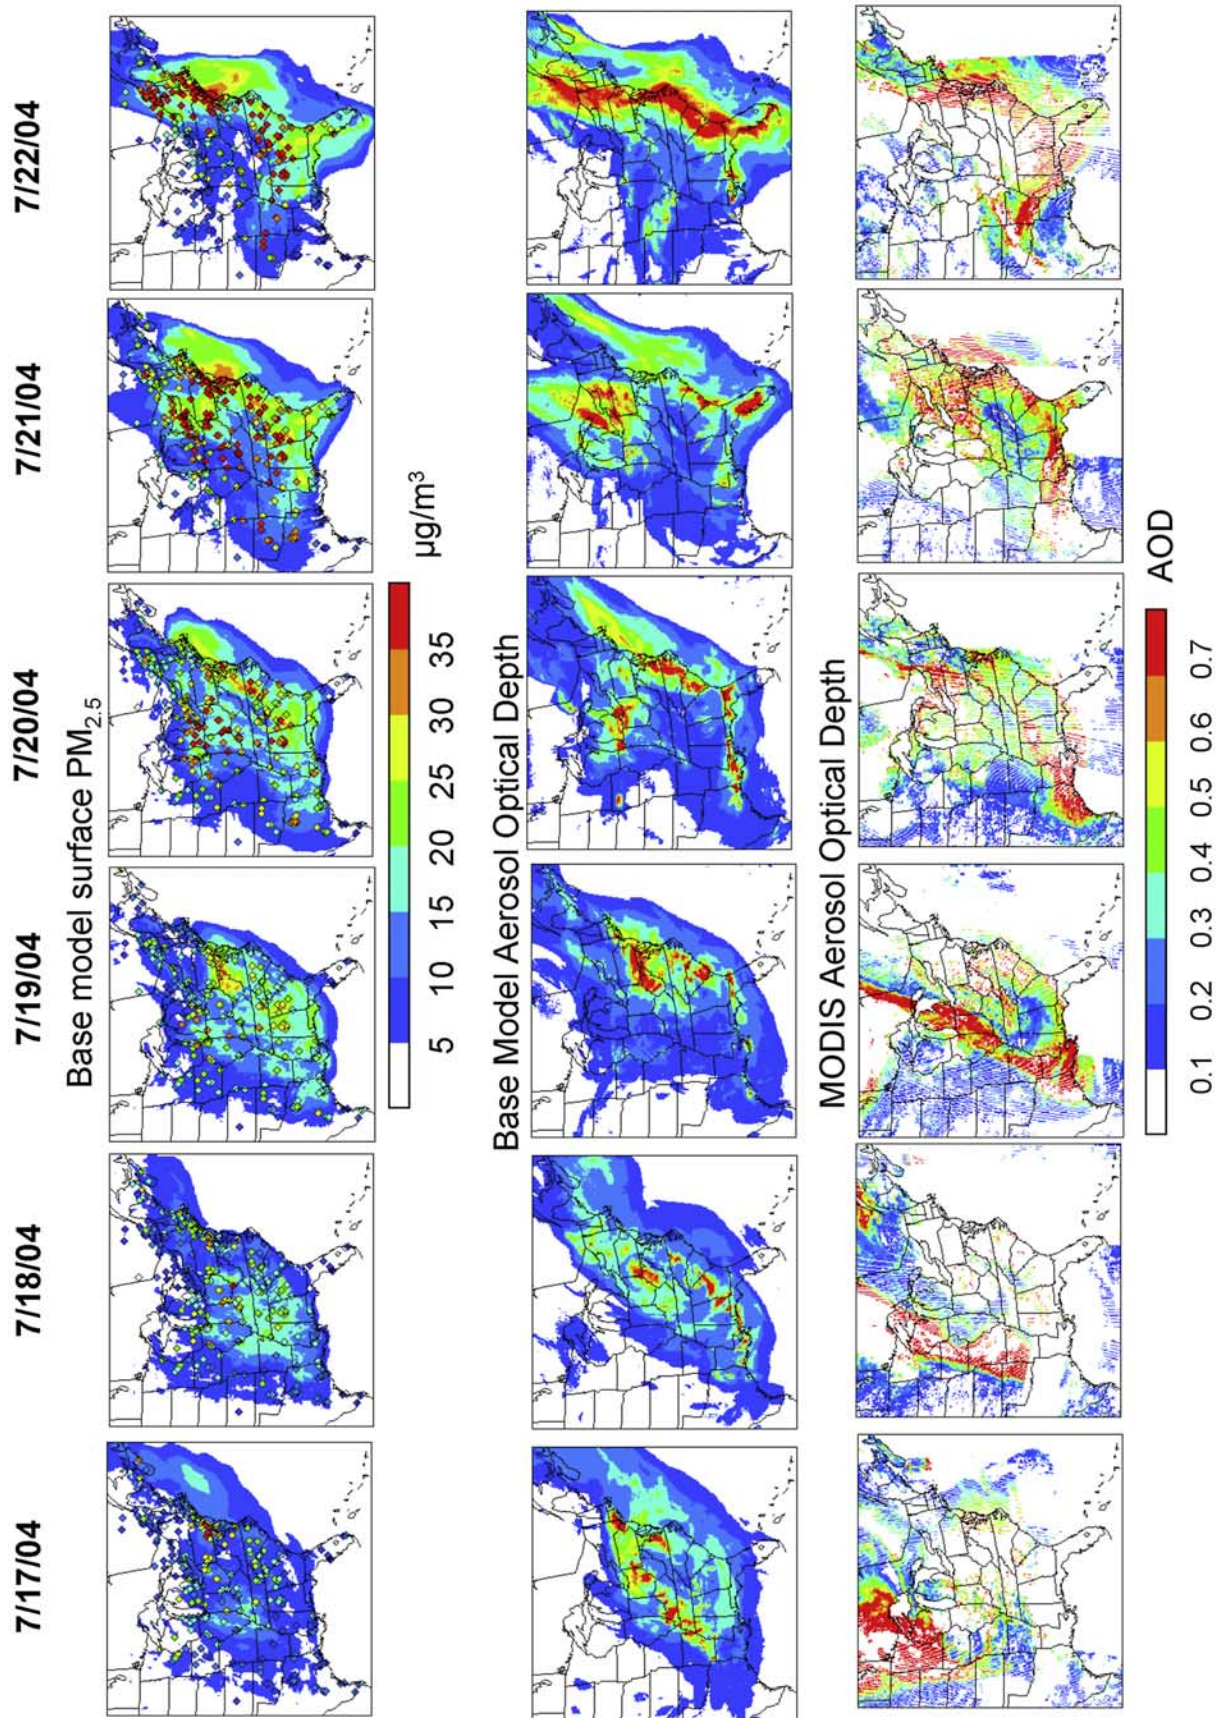 7/17/04 7/18/04 7/19/04 7/20/04 7/21/04 7/22/04
Base model surface PM2.5
5 10 15 20 25 30 35 µg/m³
Base Model Aerosol Optical Depth
MODIS Aerosol Optical Depth
0.1 0.2 0.3 0.4 0.5 0.6 0.7 AOD